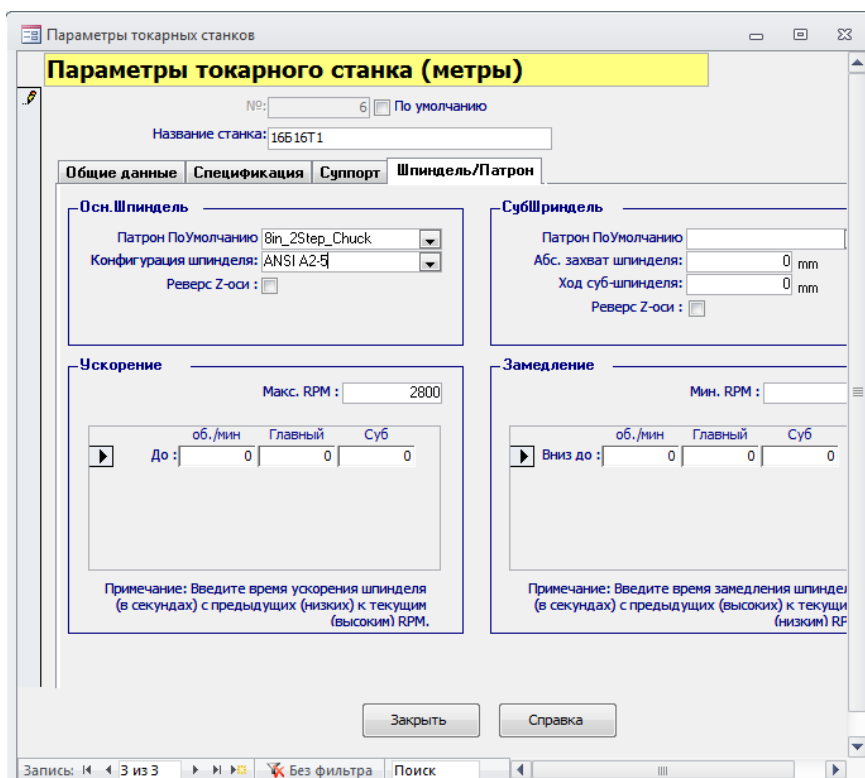 Параметры токарных станков
Параметры токарного станка (метры)
№: 6 По умолчанию
Название станка: 16Б16Т1
Общие данные Спецификация Суппорт Шпиндель/Патрон
Осн.Шпиндель
Патрон ПоУмолчанию 8in_2Step_Chuck
Конфигурация шпинделя: ANSI A2-5
Реверс Z-оси :
СубШриндель
Патрон ПоУмолчанию
Абс. захват шпинделя: 0 mm
Ход суб-шпинделя: 0 mm
Реверс Z-оси :
Ускорение
Макс. RPM : 2800
об./мин Главный Суб
До : 0 0 0
Примечание: Введите время ускорения шпинделя
(в секундах) с предыдущих (низких) к текущим
(высоким) RPM.
Замедление
Мин. RPM :
об./мин Главный Суб
Вниз до : 0 0 0
Примечание: Введите время замедления шпинде
(в секундах) с предыдущих (высоких) к текущи
(низким) RP
Закрыть Справка
Запись: 3 из 3 Без фильтра Поиск